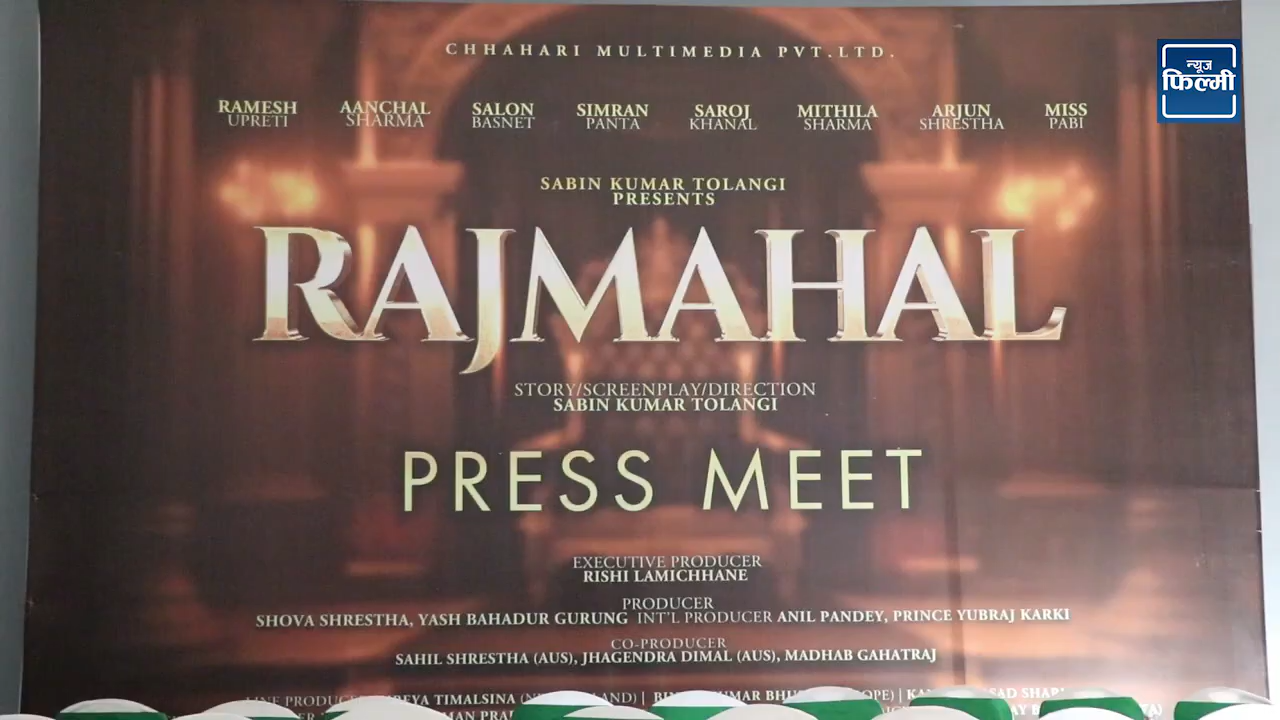 CHHAHARI MULTIMEDIA PVT.LTD.
न्यूज
फिल्मी
RAMESH UPRETI
AANCHAL SHARMA
SALON BASNET
SIMRAN PANTA
SAROJ KHANAL
MITHILA SHARMA
ARJUN SHRESTHA
MISS PABI
SABIN KUMAR TOLANGI
PRESENTS
RAJMAHAL
STORY/SCREENPLAY/DIRECTION
SABIN KUMAR TOLANGI
PRESS MEET
EXECUTIVE PRODUCER
RISHI LAMICHHANE
PRODUCER
SHOVA SHRESTHA, YASH BAHADUR GURUNG INT'L PRODUCER ANIL PANDEY, PRINCE YUBRAJ KARKI
CO-PRODUCER
SAHIL SHRESTHA (AUS), JHAGENDRA DIMAL (AUS), MADHAB GAHATRAJ
TIMALSINA